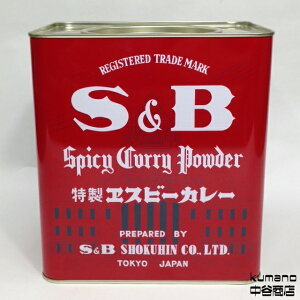 REGISTERED TRADE MARK
S&B
Spicy Curry Powder
特製ヱスビーカレー
PREPARED BY
S&B SHOKUHIN CO., LTD.
TOKYO JAPAN
kumano
中谷商店